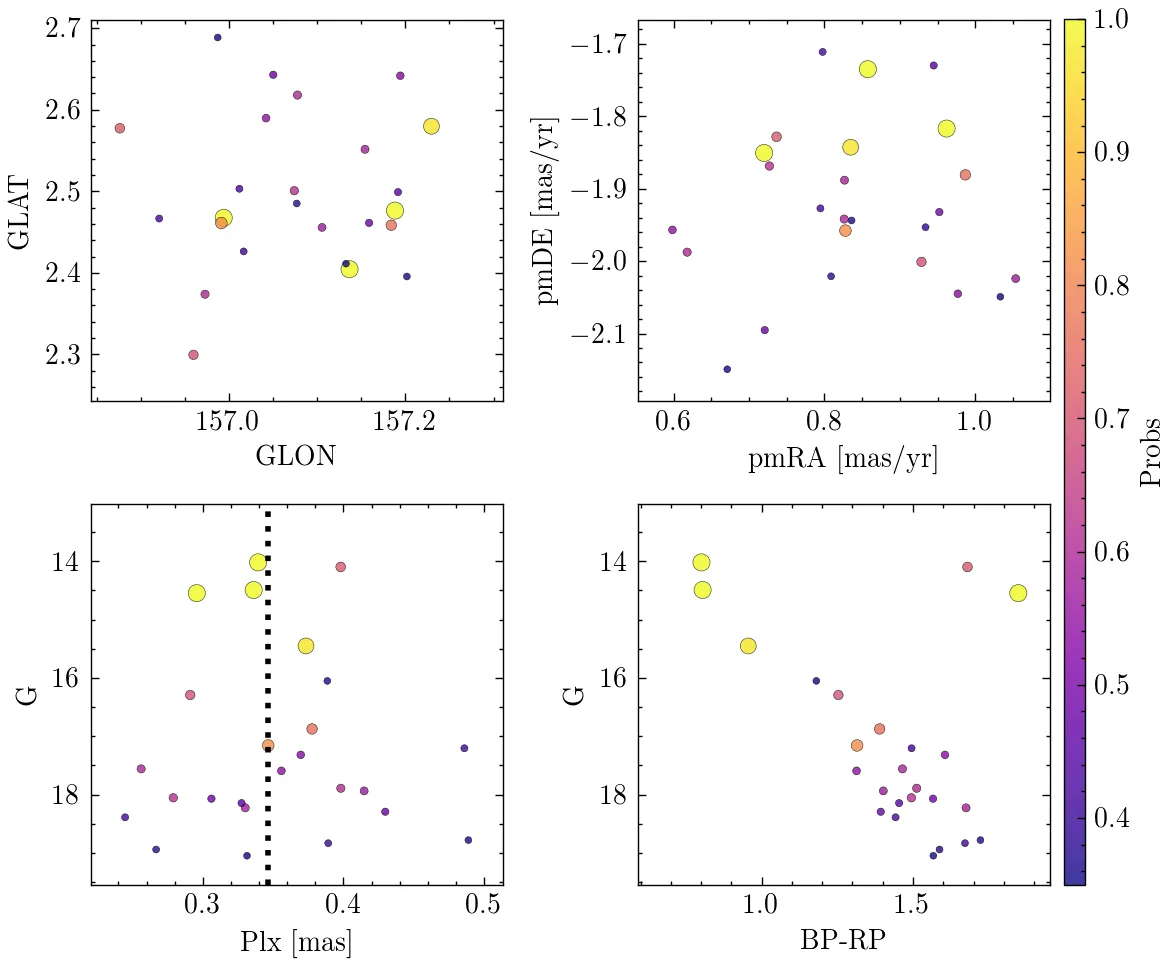 2.7
2.6
2.5
2.4
2.3
GLAT
157.0 157.2
GLON
−1.7
−1.8
−1.9
−2.0
−2.1
pmDE [mas/yr]
0.6 0.8 1.0
pmRA [mas/yr]
14
16
18
G
0.3 0.4 0.5
Plx [mas]
14
16
18
G
1.0 1.5
BP-RP
1.0
0.9
0.8
0.7
0.6
0.5
0.4
Probs